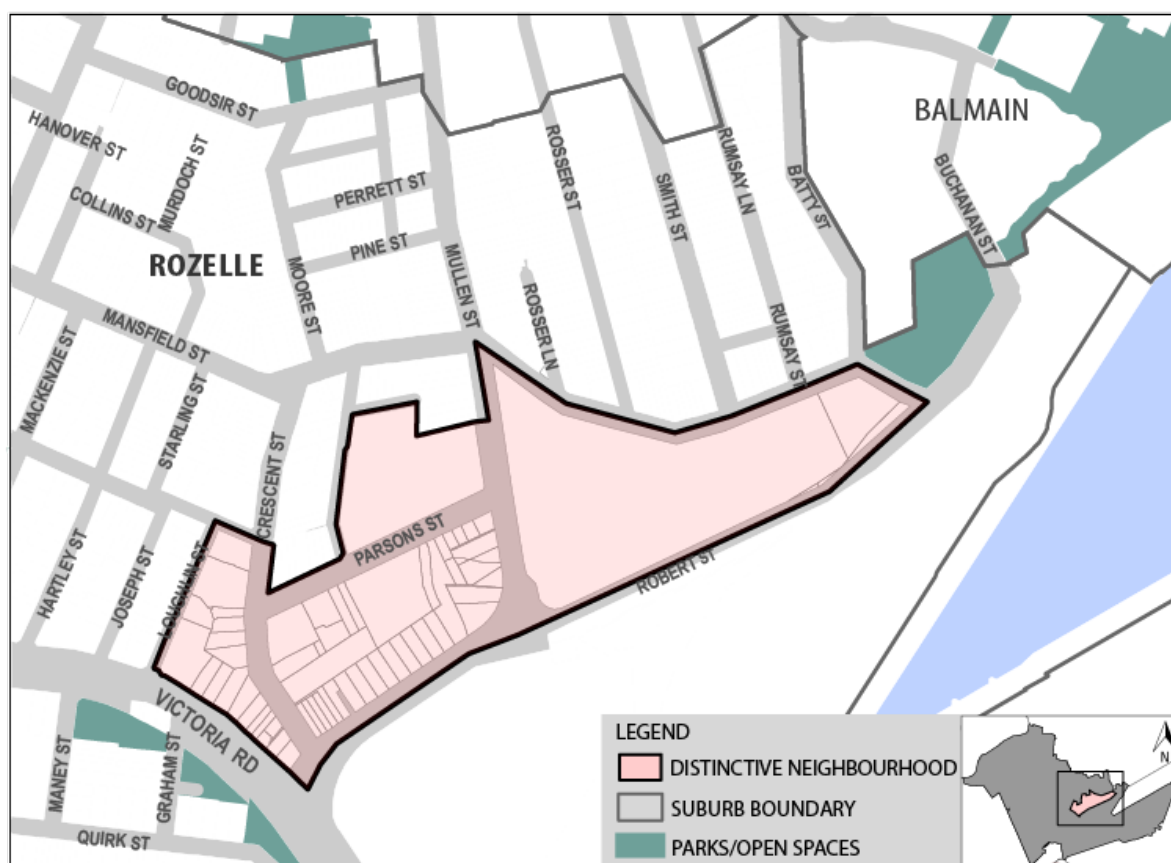 GOODSIR ST
HANOVER ST
MURDOCH ST
COLLINS ST
PERRETT ST
PINE ST
ROZELLE
MOORE ST
MULLEN ST
ROSSER ST
ROSSER LN
SMITH ST
RUMSAY LN
RUMSAY ST
BATTY ST
BALMAIN
BUCHANAN ST
MANSFIELD ST
MACKENZIE ST
STARLING ST
CRESCENT ST
HARTLEY ST
JOSEPH ST
LOUGHLIN ST
PARSONS ST
ROBERT ST
VICTORIA RD
MANEY ST
GRAHAM ST
QUIRK ST
LEGEND
DISTINCTIVE NEIGHBOURHOOD
SUBURB BOUNDARY
PARKS/OPEN SPACES
N